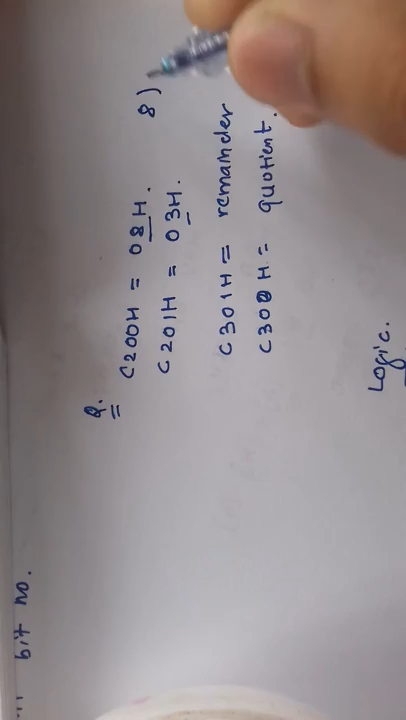 bit no.
Q.
C200H = 08H. 8)
C201H = 03H.
C301H = remainder
C300H = quotient.
Logic.